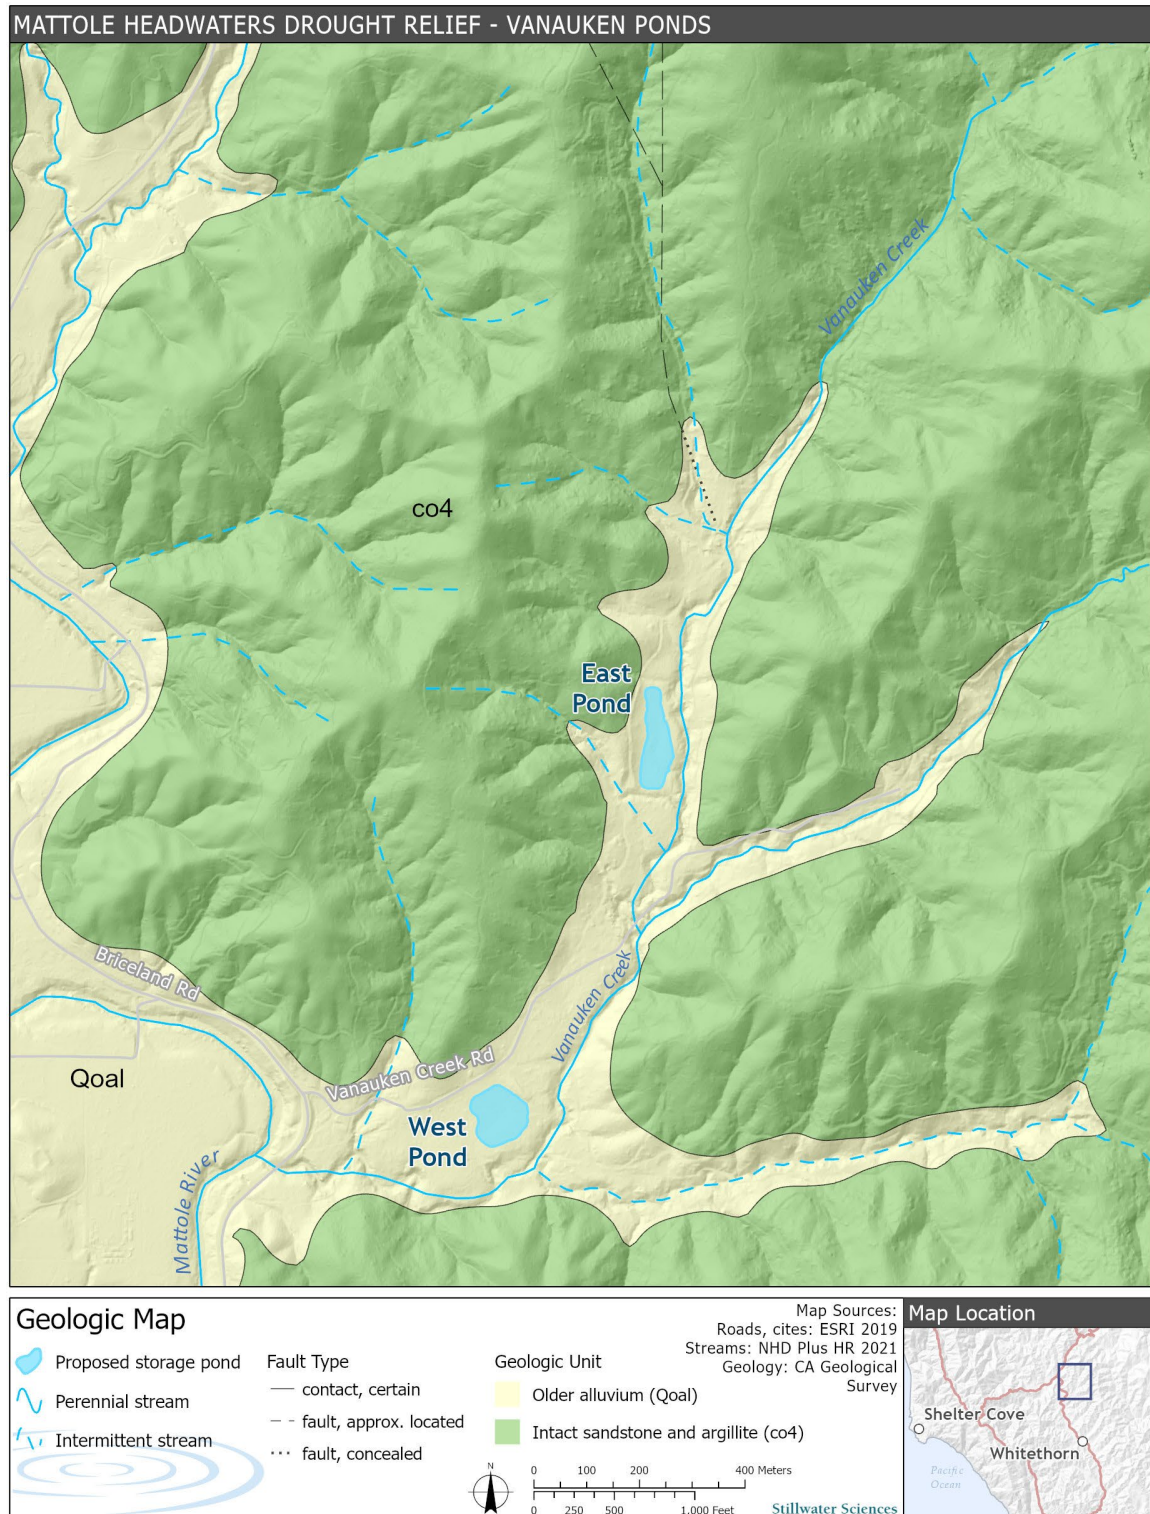 MATTOLE HEADWATERS DROUGHT RELIEF - VANAUKEN PONDS
Vanauken Creek
co4
East
Pond
Briceland Rd
Vanauken Creek
Vanauken Creek Rd
Qoal
West
Pond
Mattole River
Geologic Map
Proposed storage pond
Perennial stream
Intermittent stream
Fault Type
contact, certain
fault, approx. located
fault, concealed
Geologic Unit
Older alluvium (Qoal)
Intact sandstone and argillite (co4)
Map Sources:
Roads, cites: ESRI 2019
Streams: NHD Plus HR 2021
Geology: CA Geological
Survey
N
0 100 200 400 Meters
0 250 500 1,000 Feet
Stillwater Sciences
Map Location
Shelter Cove
Whitethorn
Pacific
Ocean